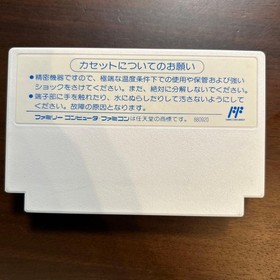 カセットについてのお願い
●精密機器ですので、極端な温度条件下での使用や保管および強い
ショックをさけてください。また、絶対に分解しないでください。
●端子部に手を触れたり、水にぬらしたりして汚さないようにして
ください。故障の原因となります。
ファミリーコンピュータ ファミコンは任天堂の商標です。